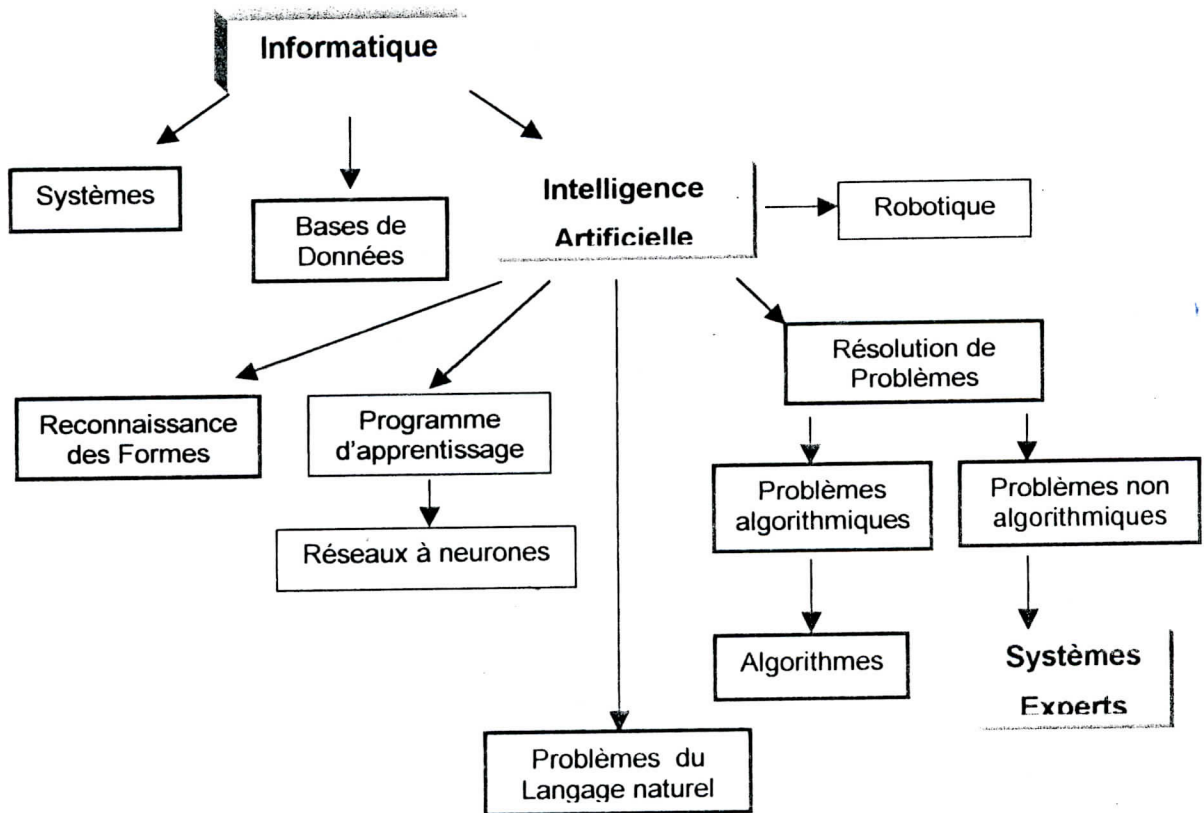 Informatique
Systèmes
Bases de
Données
Intelligence
Artificielle
Robotique
Résolution de
Problèmes
Reconnaissance
des Formes
Programme
d'apprentissage
Réseaux à neurones
Problèmes
algorithmiques
Problèmes non
algorithmiques
Algorithmes
Systèmes
Experts
Problèmes du
Langage naturel